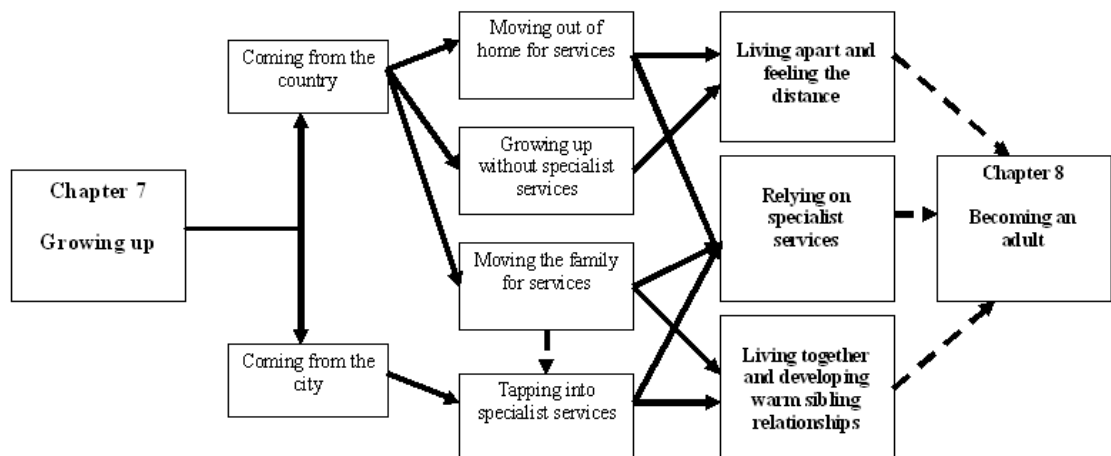 Chapter 7
Growing up
Coming from the
country
Coming from the
city
Moving out of
home for services
Growing up
without specialist
services
Moving the family
for services
Tapping into
specialist services
Living apart and
feeling the
distance
Relying on
specialist
services
Living together
and developing
warm sibling
relationships
Chapter 8
Becoming an
adult